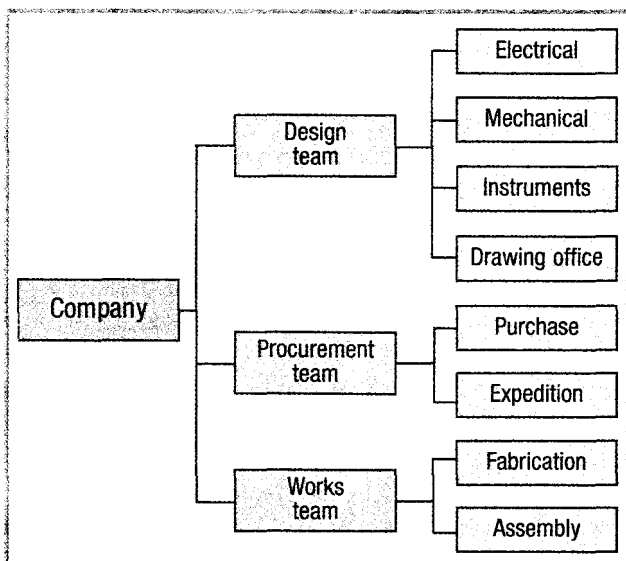 Company
Design
team
Electrical
Mechanical
Instruments
Drawing office
Procurement
team
Purchase
Expedition
Works
team
Fabrication
Assembly